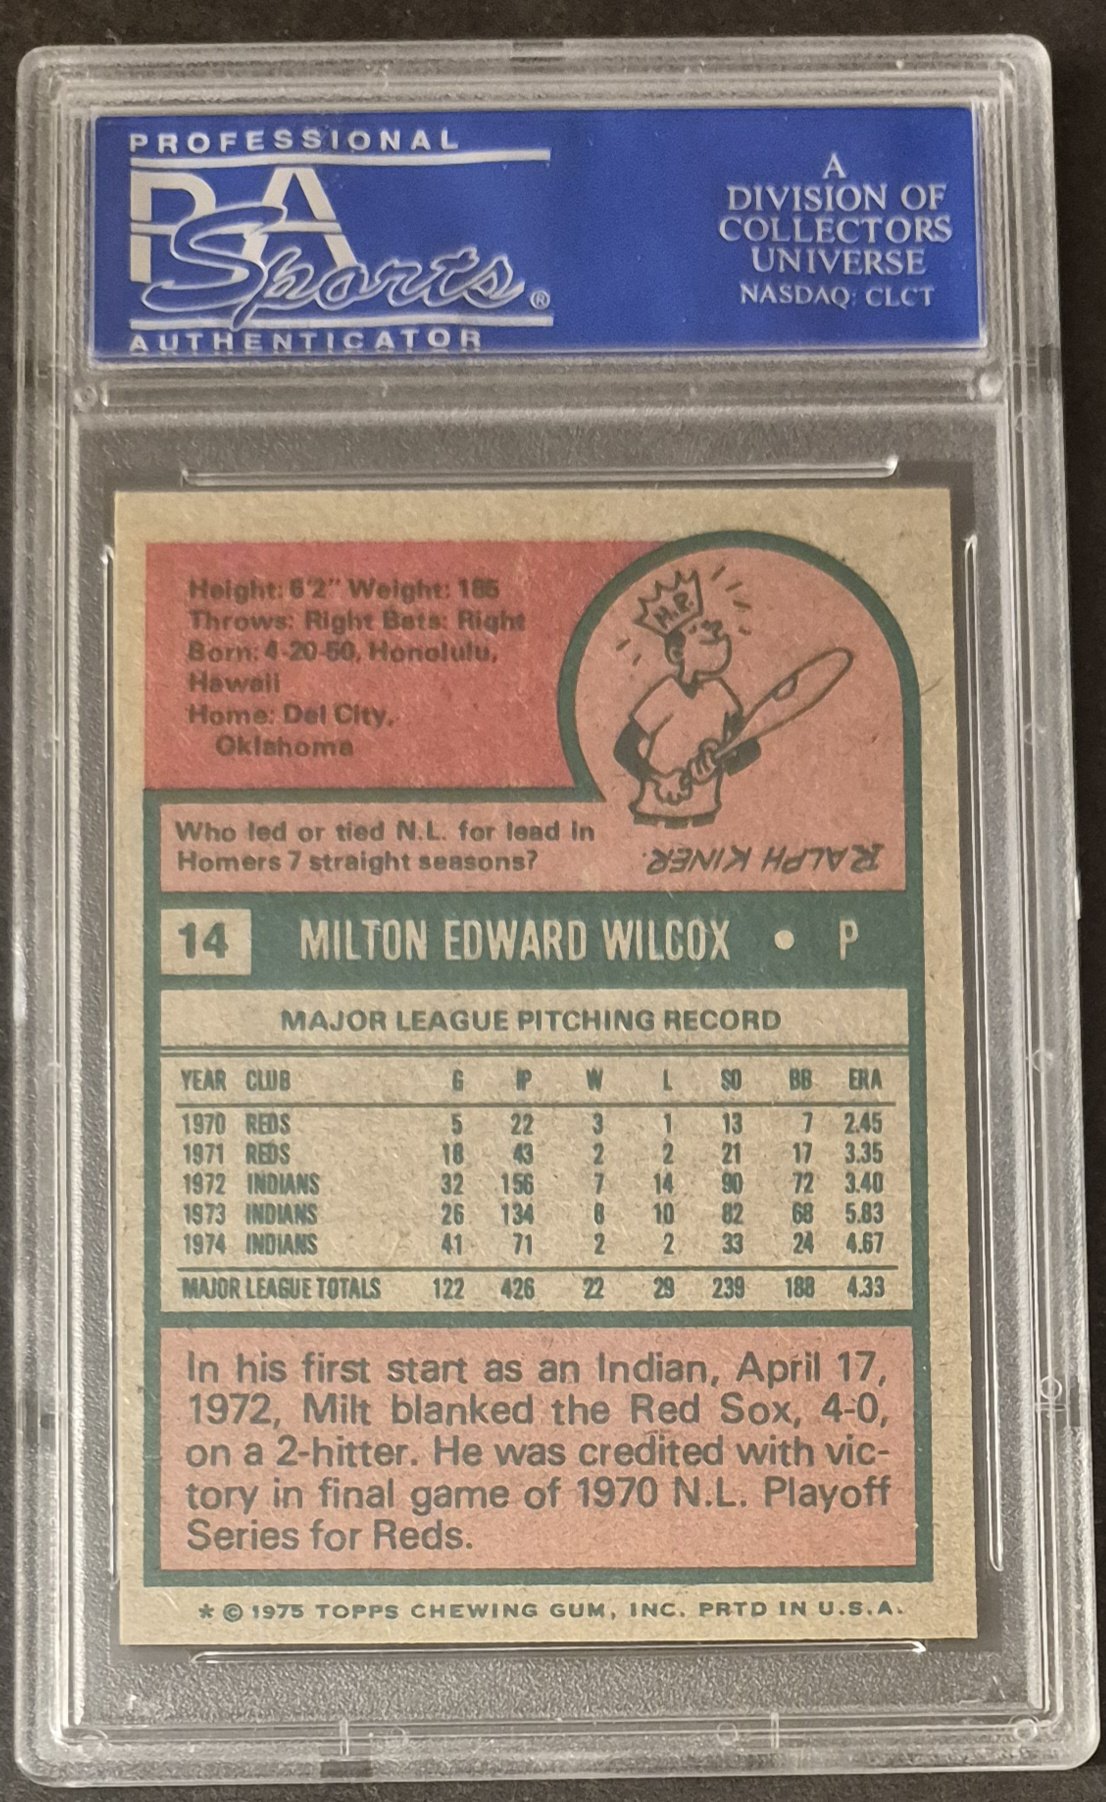 PROFESSIONAL
PSA
Sports ®
AUTHENTICATOR
A
DIVISION OF
COLLECTORS
UNIVERSE
NASDAQ: CLCT
Height: 6'2" Weight: 185
Throws: Right Bats: Right
Born: 4-20-50, Honolulu,
Hawaii
Home: Del City,
Oklahoma
H.R.
Who led or tied N.L. for lead in
Homers 7 straight seasons?
RALPH KINER.
14 MILTON EDWARD WILCOX • P
MAJOR LEAGUE PITCHING RECORD
YEAR CLUB G IP W L SO BB ERA
1970 REDS 5 22 3 1 13 7 2.45
1971 REDS 18 43 2 2 21 17 3.35
1972 INDIANS 32 156 7 14 90 72 3.40
1973 INDIANS 26 134 8 10 82 68 5.83
1974 INDIANS 41 71 2 2 33 24 4.67
MAJOR LEAGUE TOTALS 122 426 22 29 239 188 4.33
In his first start as an Indian, April 17,
1972, Milt blanked the Red Sox, 4-0,
on a 2-hitter. He was credited with vic-
tory in final game of 1970 N.L. Playoff
Series for Reds.
* © 1975 TOPPS CHEWING GUM, INC. PRTD IN U.S.A.